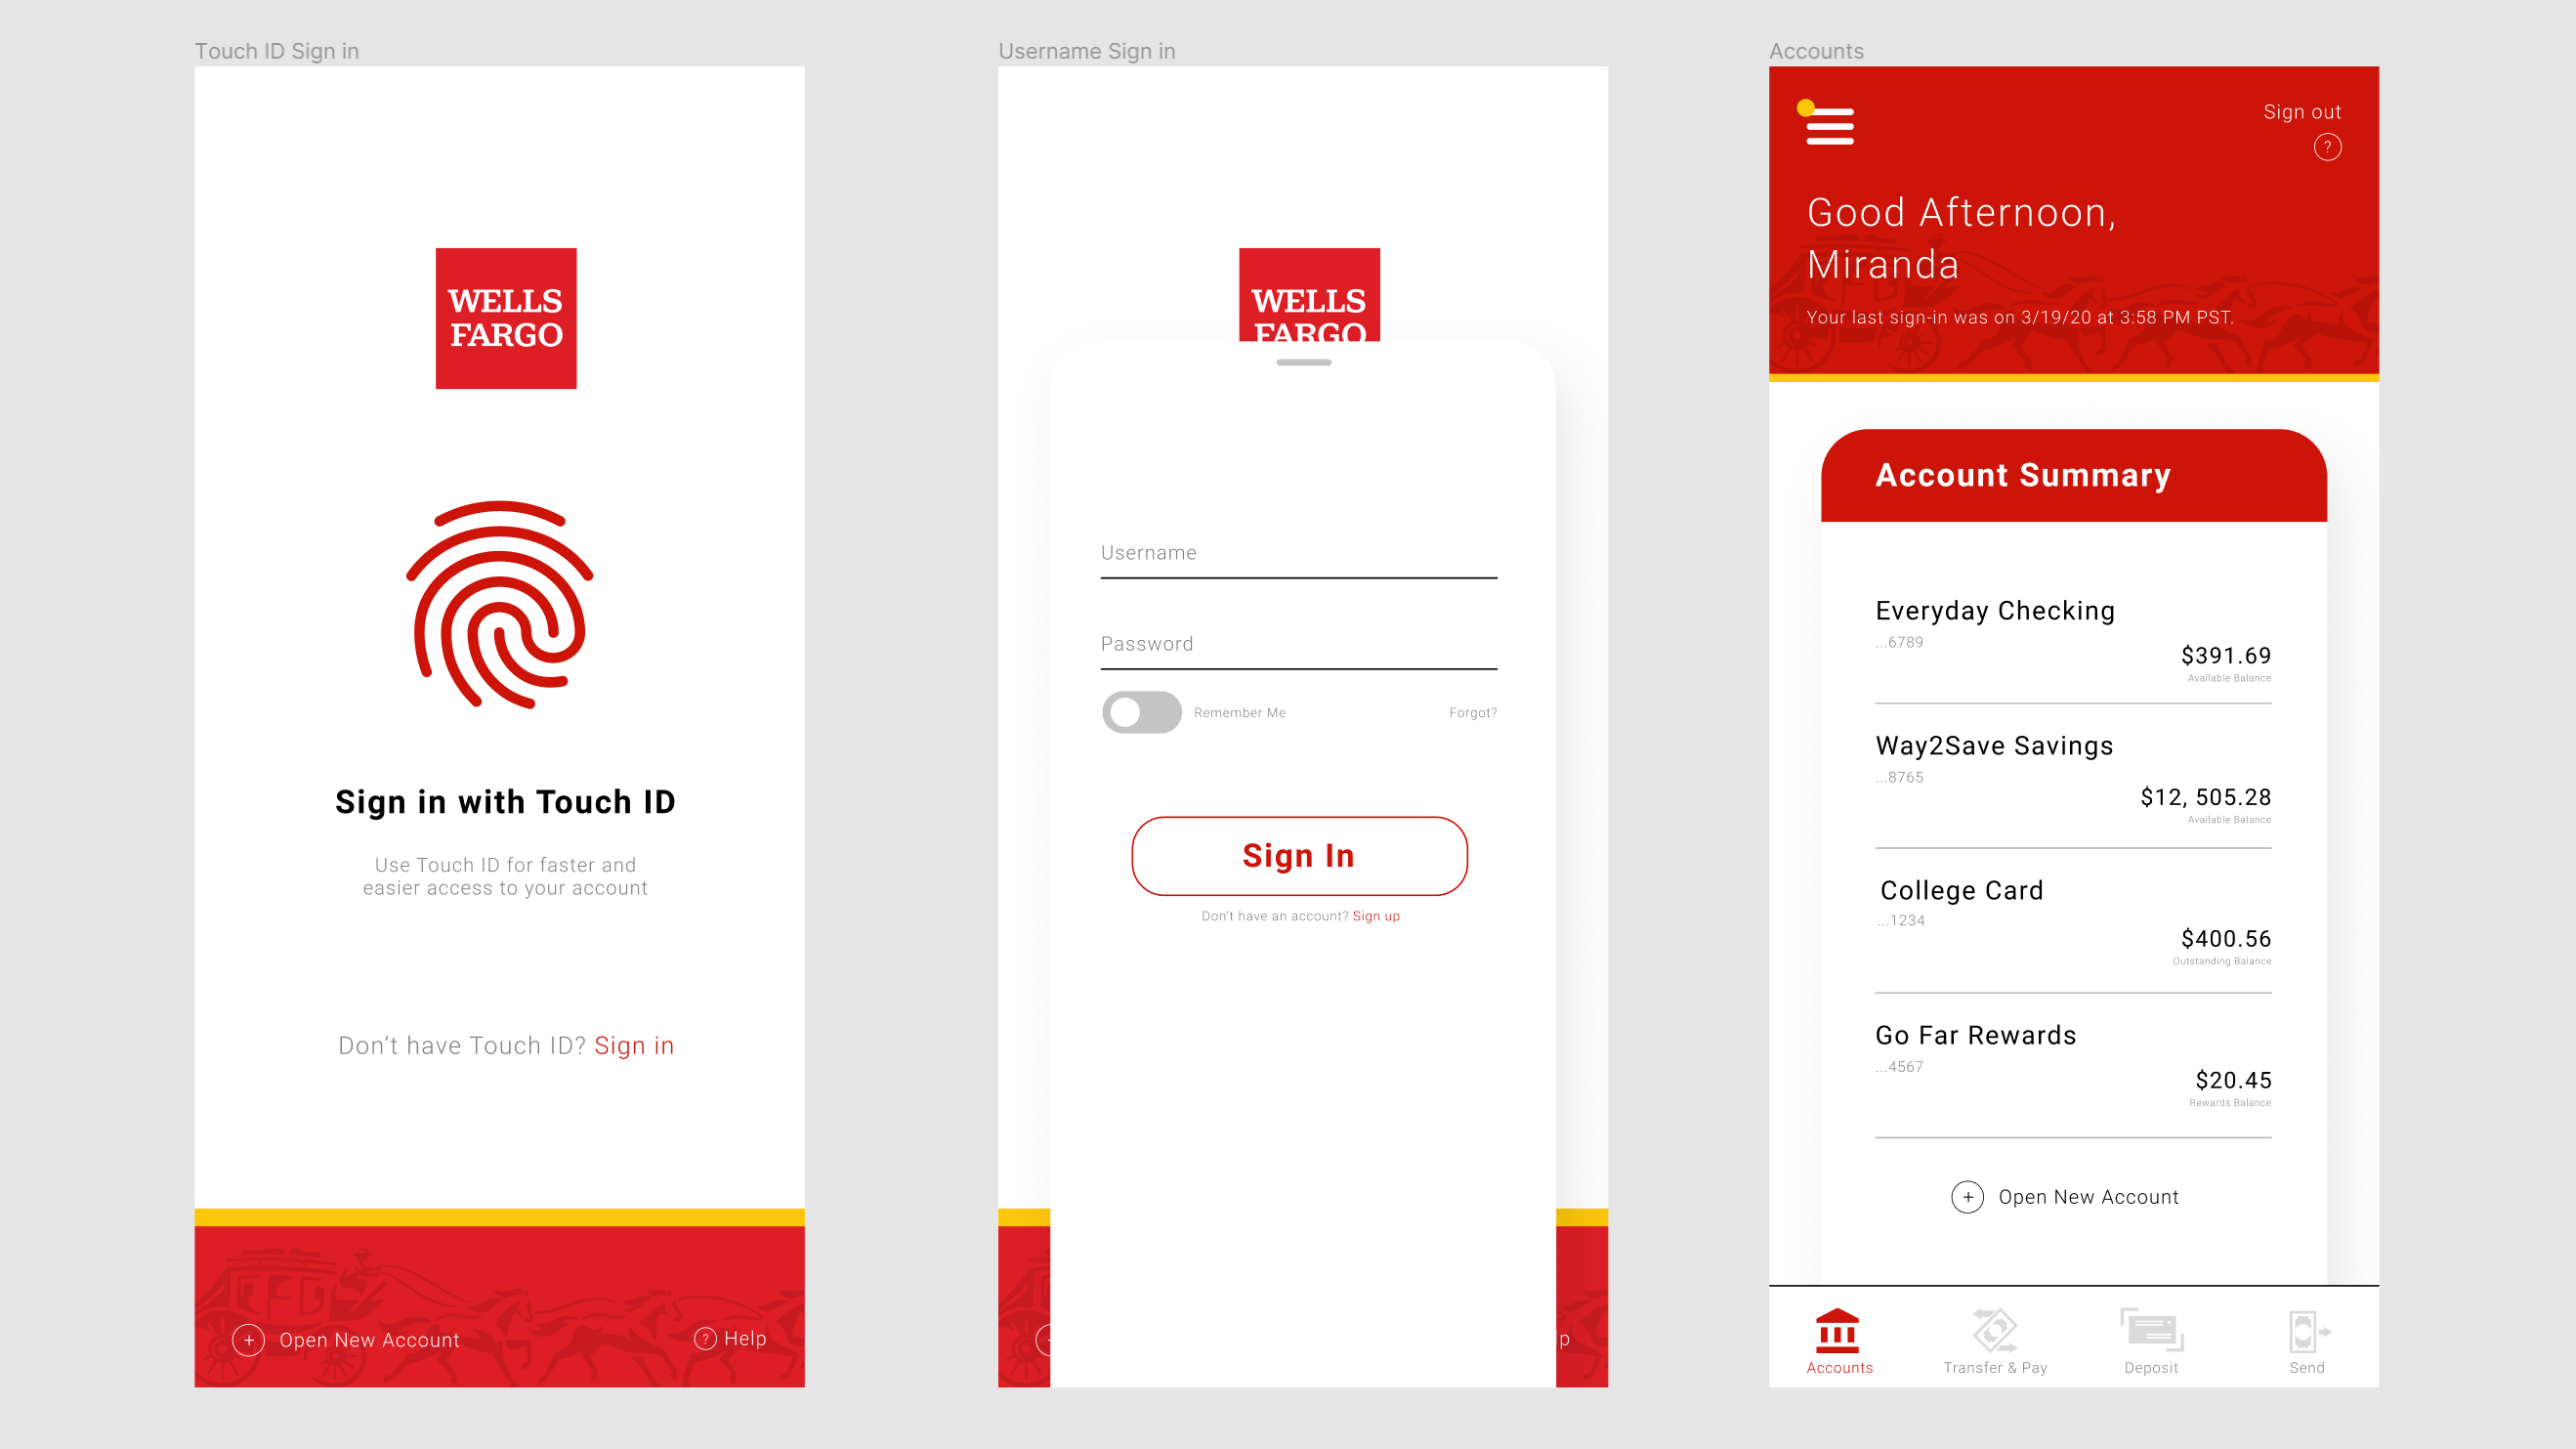 Touch ID Sign in
WELLS
FARGO
Sign in with Touch ID
Use Touch ID for faster and
easier access to your account
Don't have Touch ID? Sign in
+ Open New Account
? Help
Username Sign in
WELLS
FARGO
Username
Password
Remember Me
Forgot?
Sign In
Don't have an account? Sign up
p
Accounts
Sign out
?
Good Afternoon,
Miranda
Your last sign-in was on 3/19/20 at 3:58 PM PST.
Account Summary
Everyday Checking
...6789
$391.69
Available Balance
Way2Save Savings
...8765
$12, 505.28
Available Balance
College Card
...1234
$400.56
Outstanding Balance
Go Far Rewards
...4567
$20.45
Rewards Balance
+ Open New Account
Accounts
Transfer & Pay
Deposit
Send